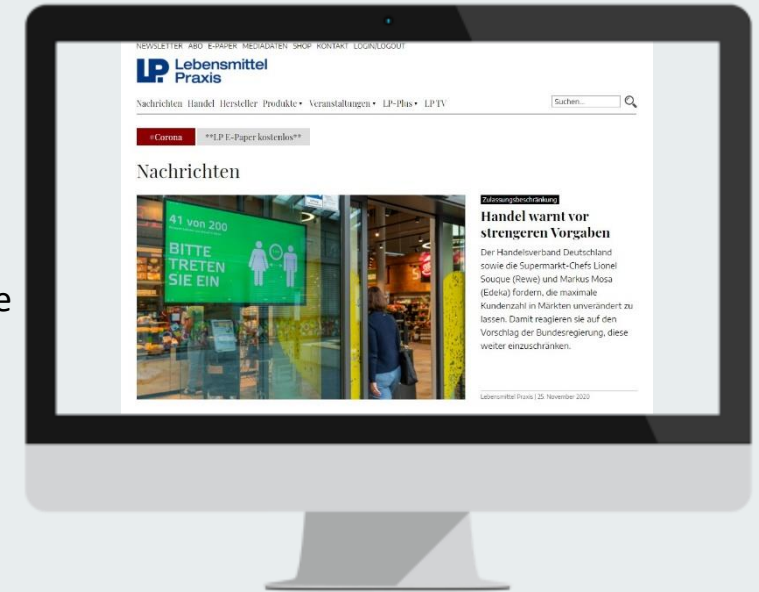 NEWSLETTER ABO E-PAPER MEDIADATEN SHOP KONTAKT LOGIN/LOGOUT
LP. Lebensmittel
Praxis
Nachrichten Handel Hersteller Produkte • Veranstaltungen • LP-Plus • LP TV
Suchen...
#Corona **LP E-Paper kostenlos**
Nachrichten
41 von 200
BITTE
TRETEN
SIE EIN
Zulassungsbeschränkung
Handel warnt vor
strengeren Vorgaben
Der Handelsverband Deutschland
sowie die Supermarkt-Chefs Lionel
Souque (Rewe) und Markus Mosa
(Edeka) fordern, die maximale
Kundenzahl in Märkten unverändert zu
lassen. Damit reagieren sie auf den
Vorschlag der Bundesregierung, diese
weiter einzuschränken.
Lebensmittel Praxis | 25. November 2020
e